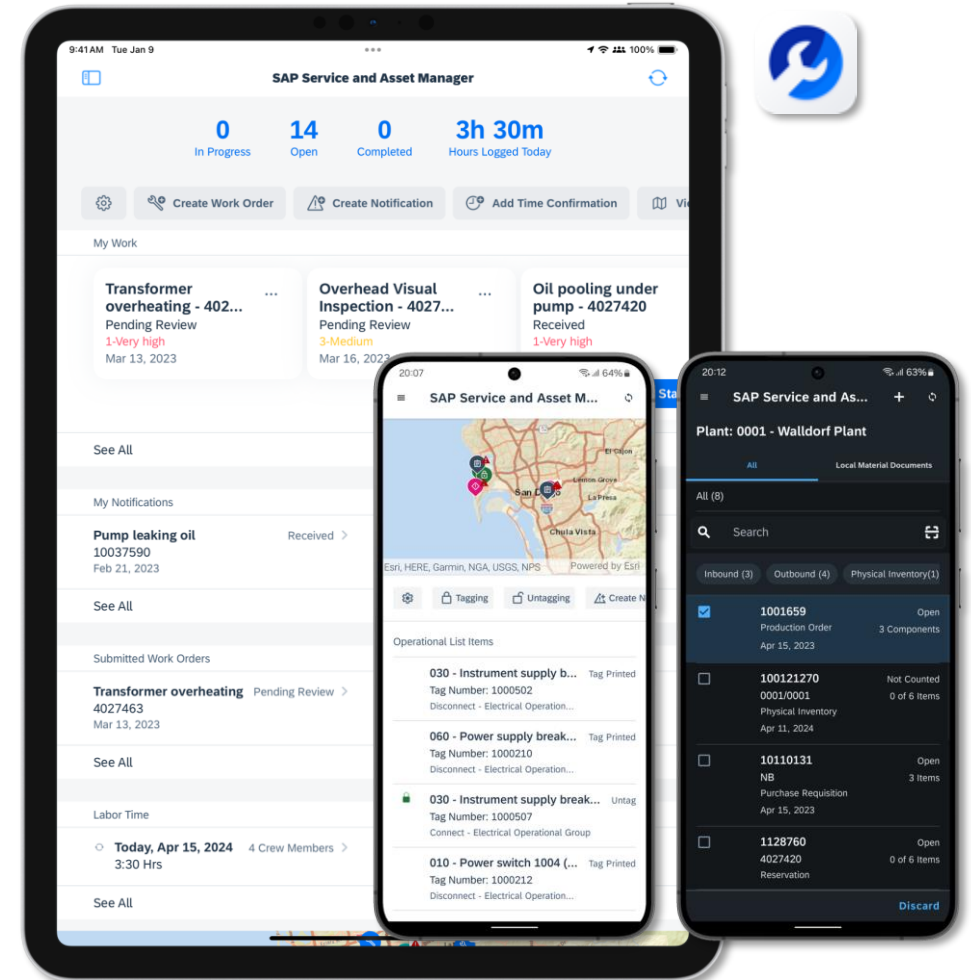 9:41 AM Tue Jan 9
100%
SAP Service and Asset Manager
0
In Progress
14
Open
0
Completed
3h 30m
Hours Logged Today
Create Work Order
Create Notification
Add Time Confirmation
My Work
Transformer
overheating - 402...
Pending Review
1-Very high
Mar 13, 2023
Overhead Visual
Inspection - 4027...
Pending Review
3-Medium
Mar 16, 2023
Oil pooling under
pump - 4027420
Received
1-Very high
See All
My Notifications
Pump leaking oil
Received
10037590
Feb 21, 2023
See All
Submitted Work Orders
Transformer overheating
Pending Review
4027463
Mar 13, 2023
See All
Labor Time
Today, Apr 15, 2024
4 Crew Members
3:30 Hrs
See All
20:07
64%
SAP Service and Asset M...
El Cajon
Lemon Grove
La Presa
Chula Vista
Esri, HERE, Garmin, NGA, USGS, NPS
Powered by Esri
Tagging
Untagging
Create N
Operational List Items
030 - Instrument supply b...
Tag Printed
Tag Number: 1000502
Disconnect - Electrical Operation...
060 - Power supply break...
Tag Printed
Tag Number: 1000210
Disconnect - Electrical Operation...
030 - Instrument supply break...
Untag
Tag Number: 1000507
Connect - Electrical Operational Group
010 - Power switch 1004 (...
Tag Printed
Tag Number: 1000212
Disconnect - Electrical Operation...
20:12
63%
SAP Service and As...
Plant: 0001 - Walldorf Plant
All
Local Material Documents
All (8)
Search
Inbound (3)
Outbound (4)
Physical Inventory(1)
1001659
Open
Production Order
3 Components
Apr 15, 2023
100121270
Not Counted
0001/0001
0 of 6 Items
Physical Inventory
Apr 11, 2024
10110131
Open
NB
3 Items
Purchase Requisition
Apr 15, 2023
1128760
Open
4027420
0 of 6 Items
Reservation
Discard